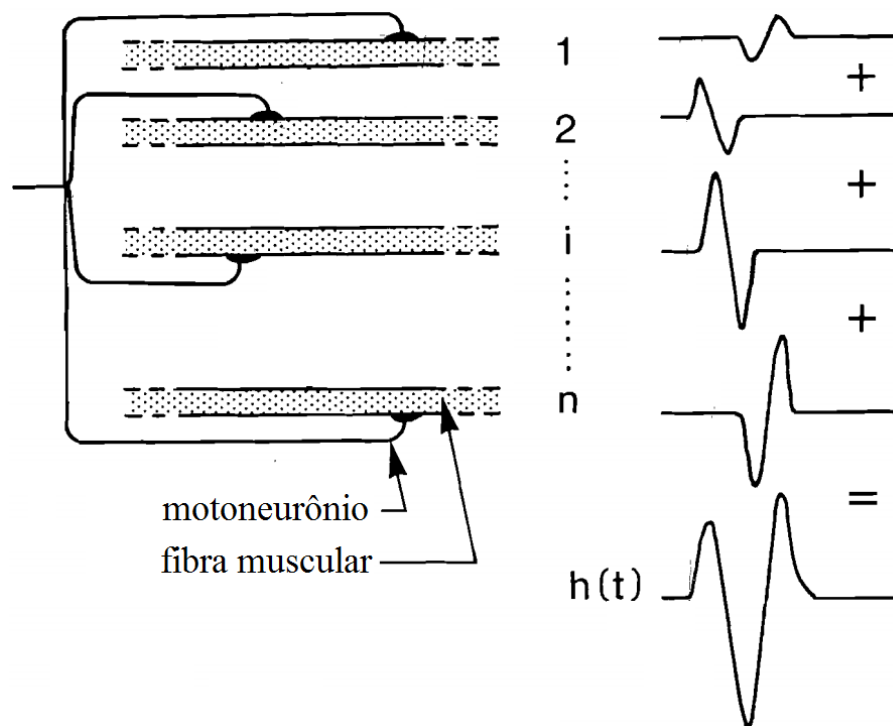 1
+
2
+
i
+
n
=
motoneurônio
fibra muscular
h(t)